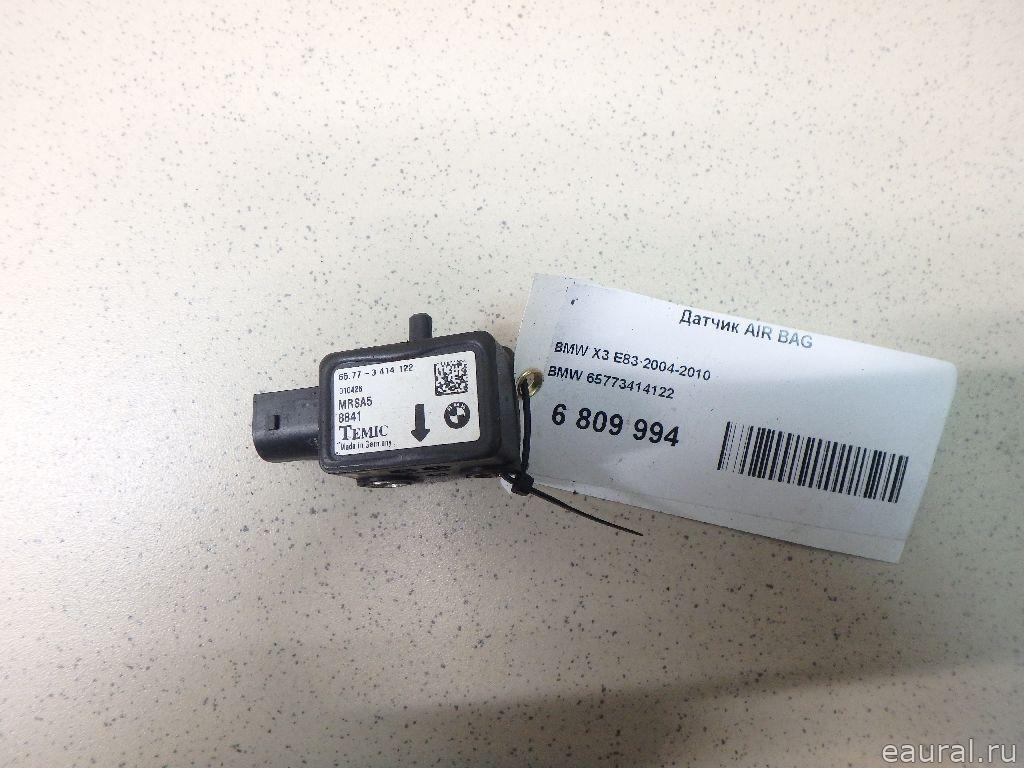 65.77 - 3 414 122
010426
MRSA5
8841
TEMIC
Made in Germany
Датчик AIR BAG
BMW X3 E83 2004-2010
BMW 65773414122
6 809 994
eaural.ru